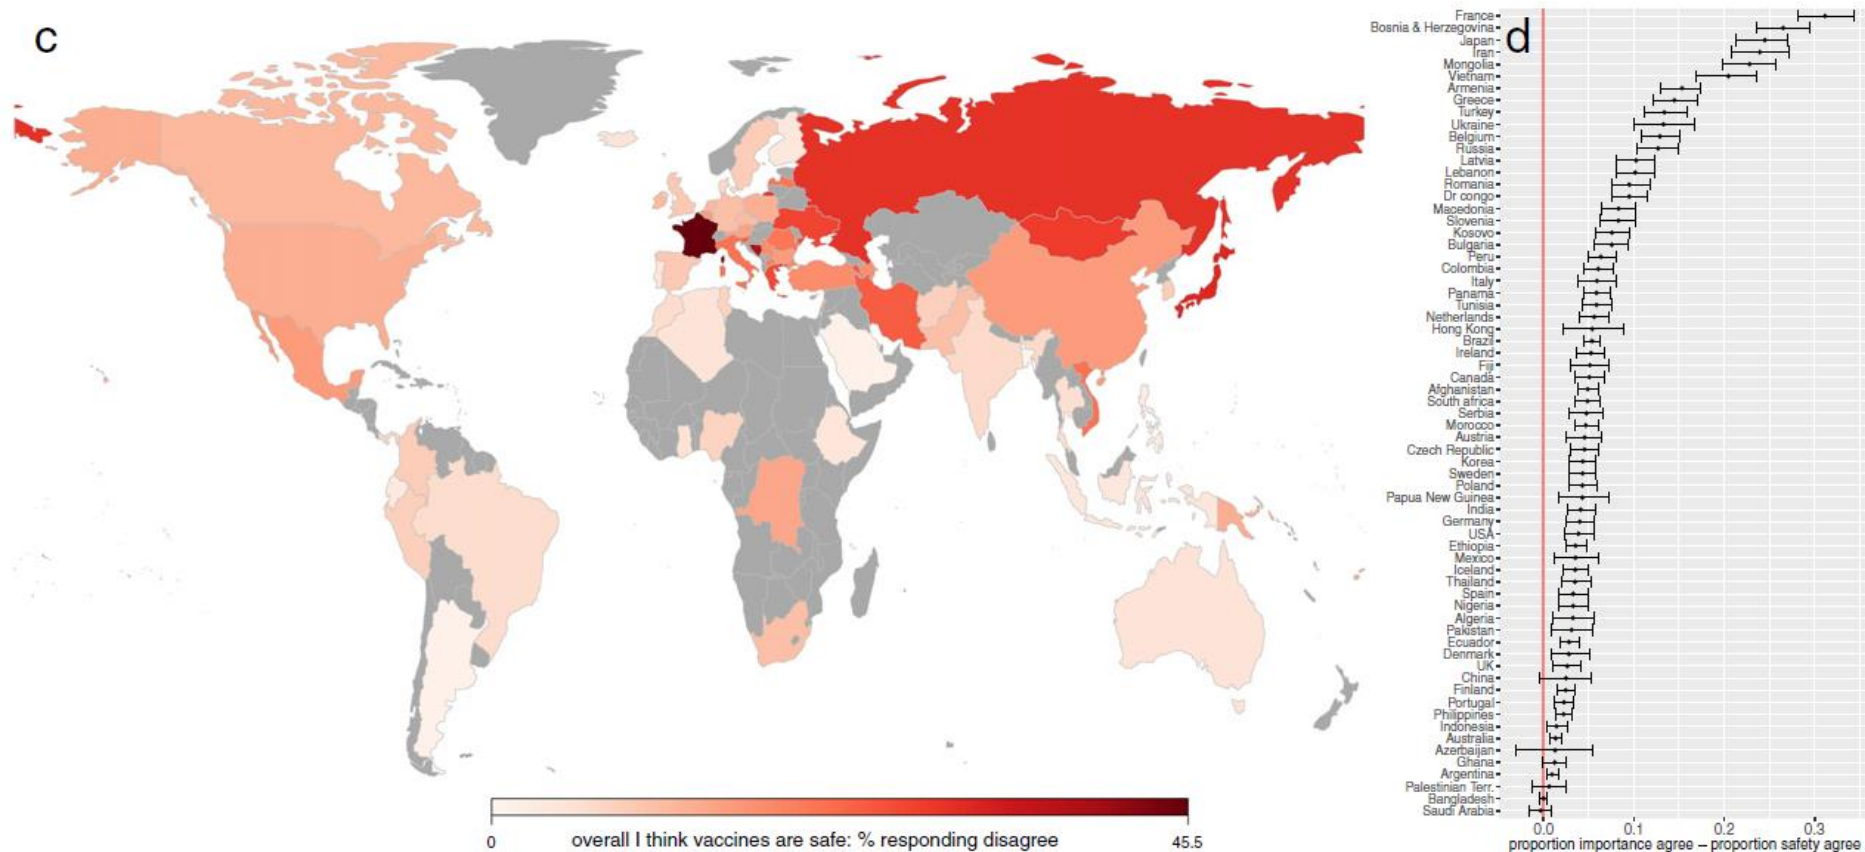 c
0
overall I think vaccines are safe: % responding disagree
45.5
d
France
Bosnia & Herzegovina
Japan
Iran
Mongolia
Vietnam
Armenia
Greece
Turkey
Ukraine
Belgium
Russia
Latvia
Lebanon
Romania
Dr congo
Macedonia
Slovenia
Kosovo
Bulgaria
Peru
Colombia
Italy
Panama
Tunisia
Netherlands
Hong Kong
Brazil
Ireland
Fiji
Canada
Afghanistan
South africa
Serbia
Morocco
Austria
Czech Republic
Korea
Sweden
Poland
Papua New Guinea
India
Germany
USA
Ethiopia
Mexico
Iceland
Thailand
Spain
Nigeria
Algeria
Pakistan
Ecuador
Denmark
UK
China
Finland
Portugal
Philippines
Indonesia
Australia
Azerbaijan
Ghana
Argentina
Palestinian Terr.
Bangladesh
Saudi Arabia
0.0 0.1 0.2 0.3
proportion importance agree – proportion safety agree